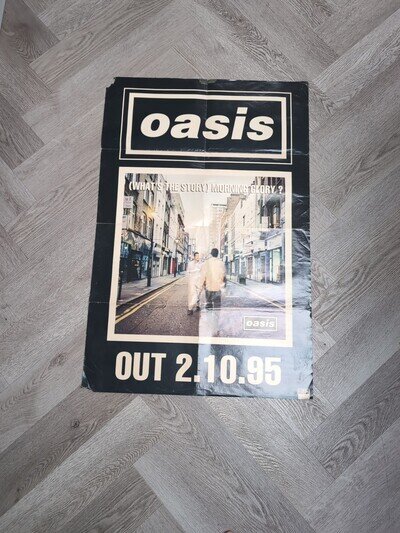 oasis
(WHAT'S THE STORY) MORNING GLORY?
oasis
OUT 2.10.95